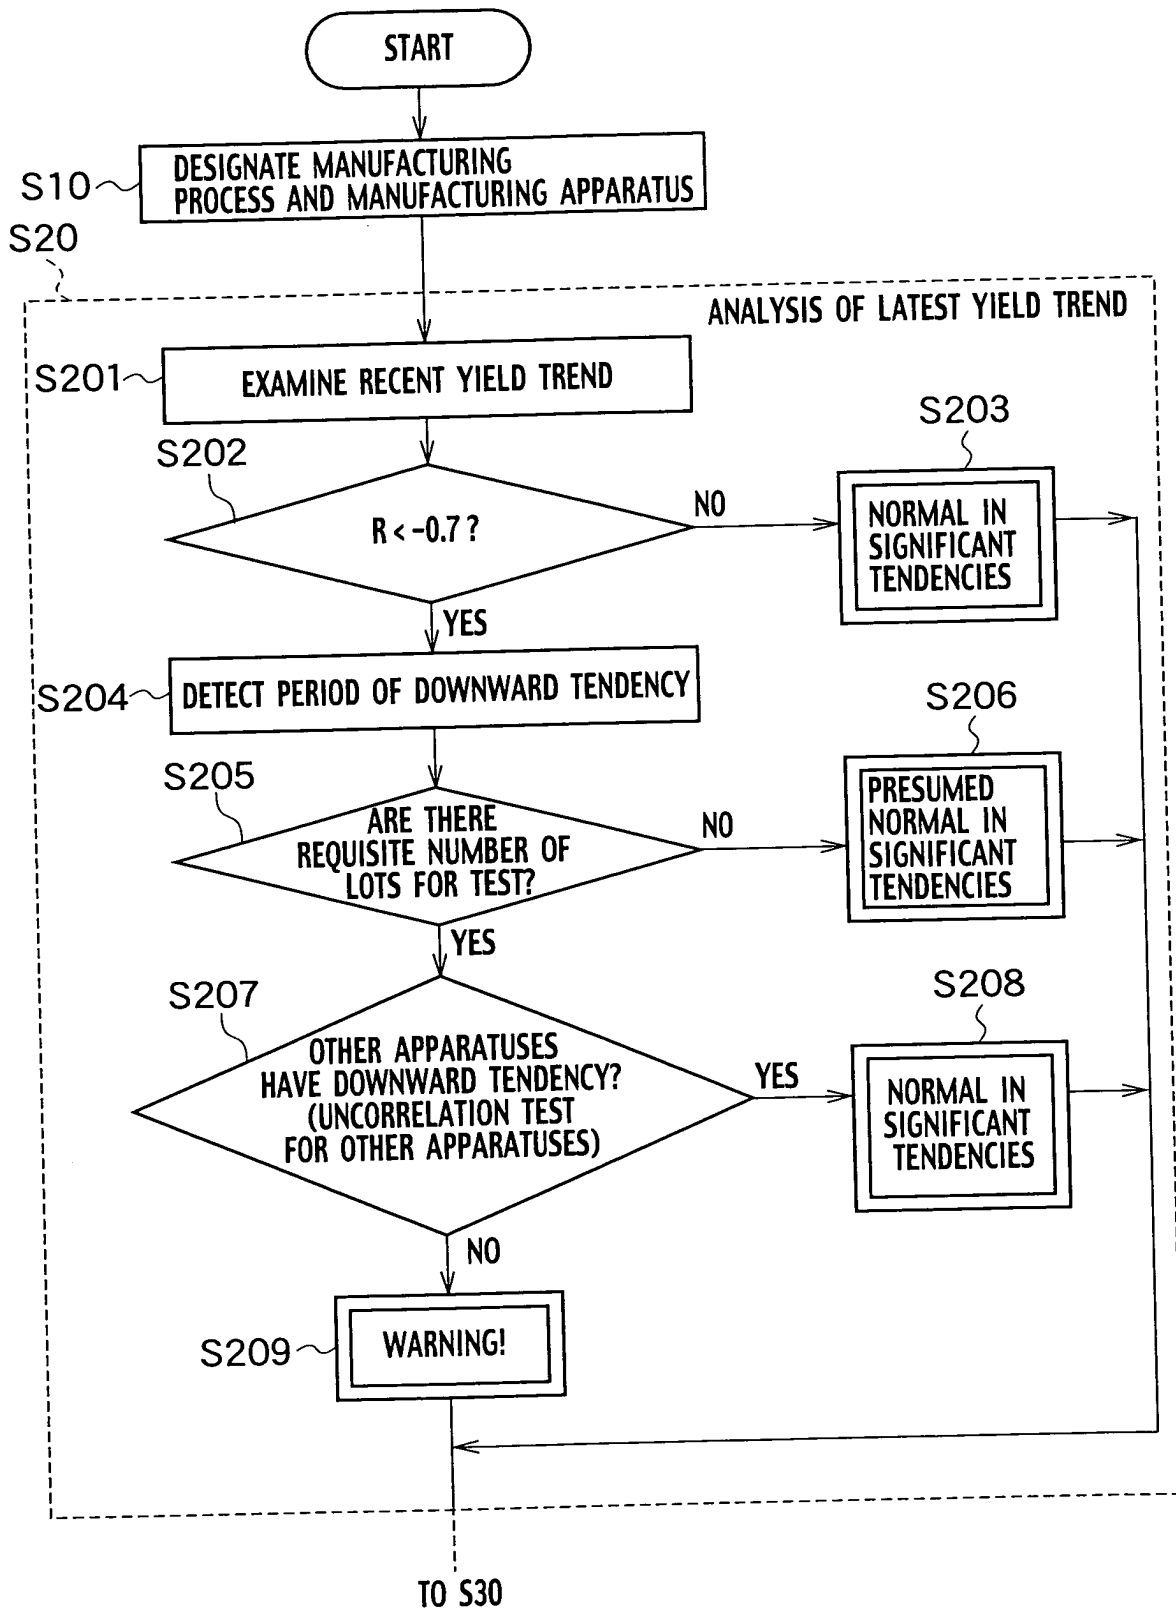 START
S10
DESIGNATE MANUFACTURING
PROCESS AND MANUFACTURING APPARATUS
S20
ANALYSIS OF LATEST YIELD TREND
S201
EXAMINE RECENT YIELD TREND
S202
R < -0.7 ?
NO
S203
NORMAL IN
SIGNIFICANT
TENDENCIES
YES
S204
DETECT PERIOD OF DOWNWARD TENDENCY
S205
ARE THERE
REQUISITE NUMBER OF
LOTS FOR TEST?
NO
S206
PRESUMED
NORMAL IN
SIGNIFICANT
TENDENCIES
YES
S207
OTHER APPARATUSES
HAVE DOWNWARD TENDENCY?
(UNCORRELATION TEST
FOR OTHER APPARATUSES)
YES
S208
NORMAL IN
SIGNIFICANT
TENDENCIES
NO
S209
WARNING!
TO S30